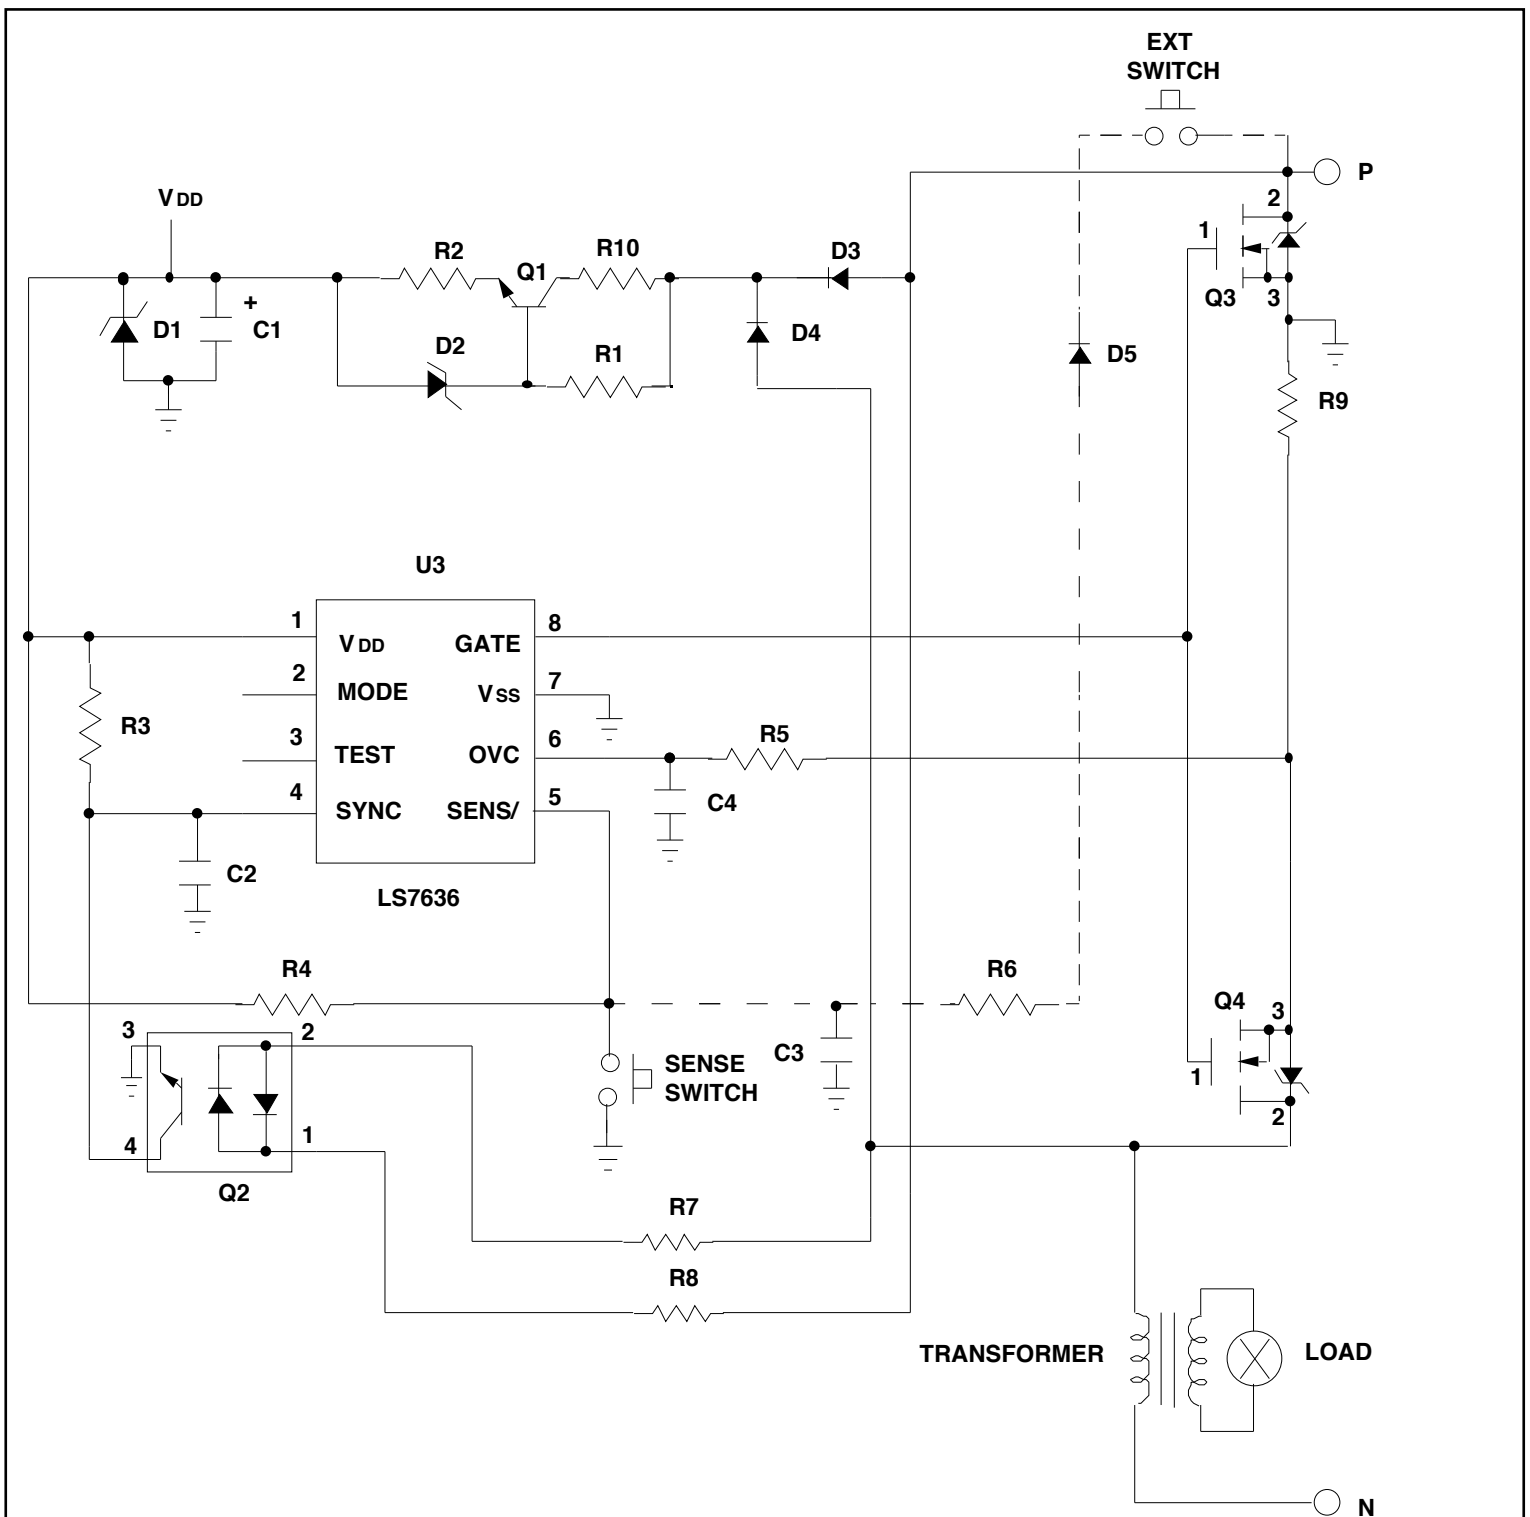 EXT
SWITCH
P
VDD
2
1
R2
Q1
R10
D3
Q3
3
+
D1
C1
D2
R1
D4
D5
R9
U3
1
VDD
GATE
8
2
MODE
VSS
7
R3
3
TEST
OVC
6
R5
4
SYNC
SENS/
5
C4
C2
LS7636
R4
R6
Q4
3
3
2
C3
SENSE
SWITCH
1
2
4
1
Q2
R7
R8
TRANSFORMER
LOAD
N